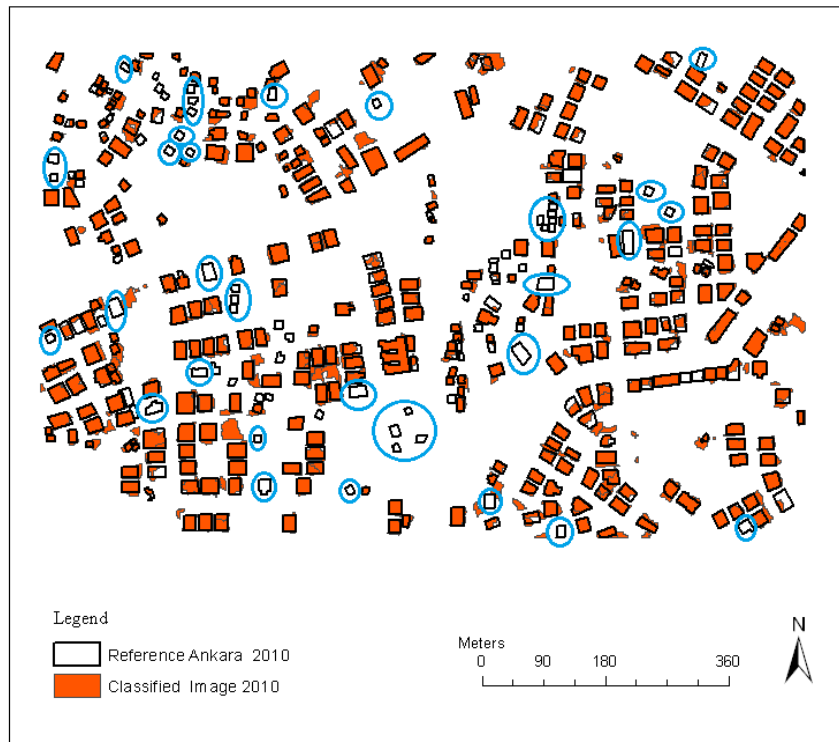 Legend
Reference Ankara 2010
Classified Image 2010
Meters
0 90 180 360
N